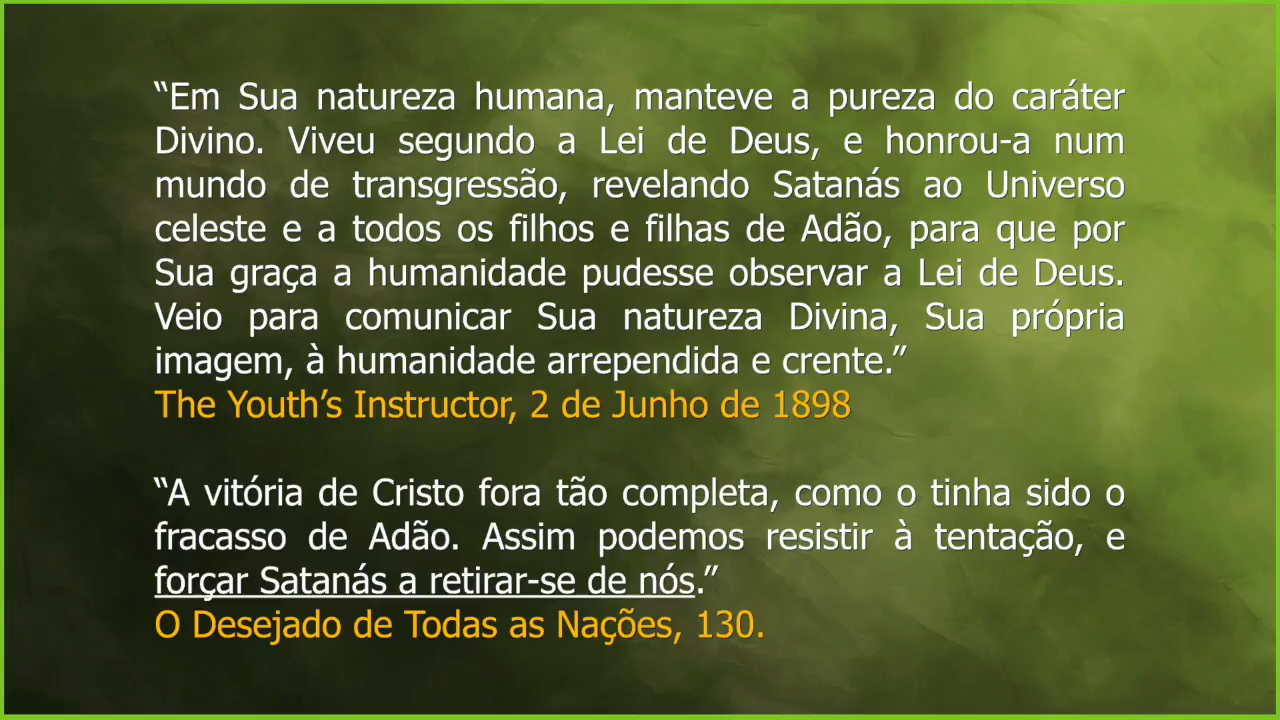 “Em Sua natureza humana, manteve a pureza do caráter
Divino. Viveu segundo a Lei de Deus, e honrou-a num
mundo de transgressão, revelando Satanás ao Universo
celeste e a todos os filhos e filhas de Adão, para que por
Sua graça a humanidade pudesse observar a Lei de Deus.
Veio para comunicar Sua natureza Divina, Sua própria
imagem, à humanidade arrependida e crente.”
The Youth’s Instructor, 2 de Junho de 1898
“A vitória de Cristo fora tão completa, como o tinha sido o
fracasso de Adão. Assim podemos resistir à tentação, e
forçar Satanás a retirar-se de nós.”
O Desejado de Todas as Nações, 130.